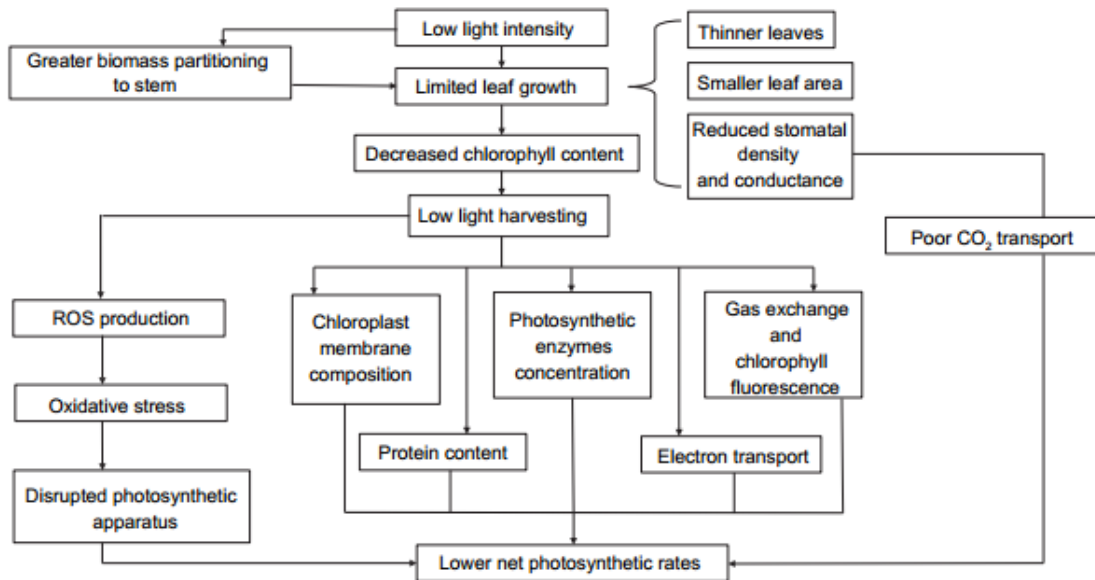 Low light intensity
Thinner leaves
Greater biomass partitioning
to stem
Limited leaf growth
Smaller leaf area
Reduced stomatal
density
and conductance
Decreased chlorophyll content
Low light harvesting
Poor CO₂ transport
ROS production
Chloroplast
membrane
composition
Photosynthetic
enzymes
concentration
Gas exchange
and
chlorophyll
fluorescence
Oxidative stress
Protein content
Electron transport
Disrupted photosynthetic
apparatus
Lower net photosynthetic rates